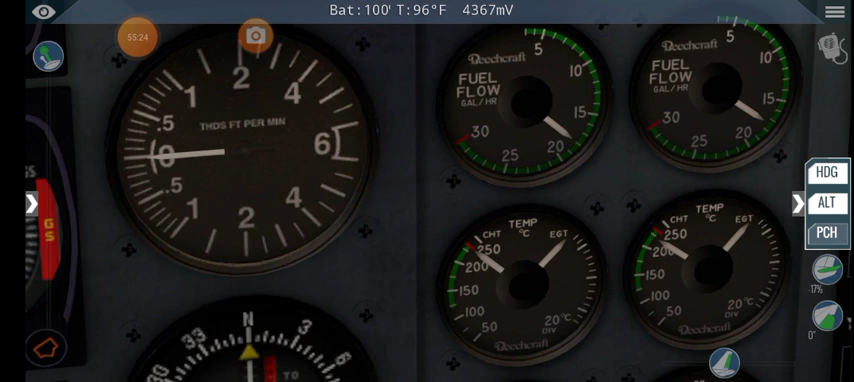 Bat:100' T:96°F 4367mV
55:24
HDG
ALT
PCH
-17%
0°
THDS FT PER MIN
2
4
6
4
2
1
.5
0
.5
1
GS
33
N
3
6
TO
Beechcraft
FUEL
FLOW
GAL/HR
5
10
15
20
25
30
Beechcraft
FUEL
FLOW
GAL/HR
5
10
15
20
25
30
TEMP
°C
CHT
EGT
250
200
150
100
50
20°C
DIV
Beechcraft
TEMP
°C
CHT
EGT
250
200
150
100
50
20°C
DIV
Beechcraft